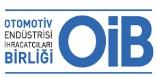 OTOMOTİV
ENDÜSTRİSİ
İHRACATÇILARI
BİRLİĞİ
OİB